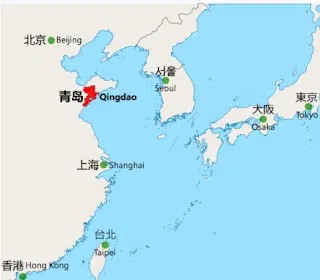 北京 Beijing
서울
Seoul
青岛 Qingdao
東京
Tokyo
大阪
Osaka
上海 Shanghai
台北
Taipei
香港 Hong Kong